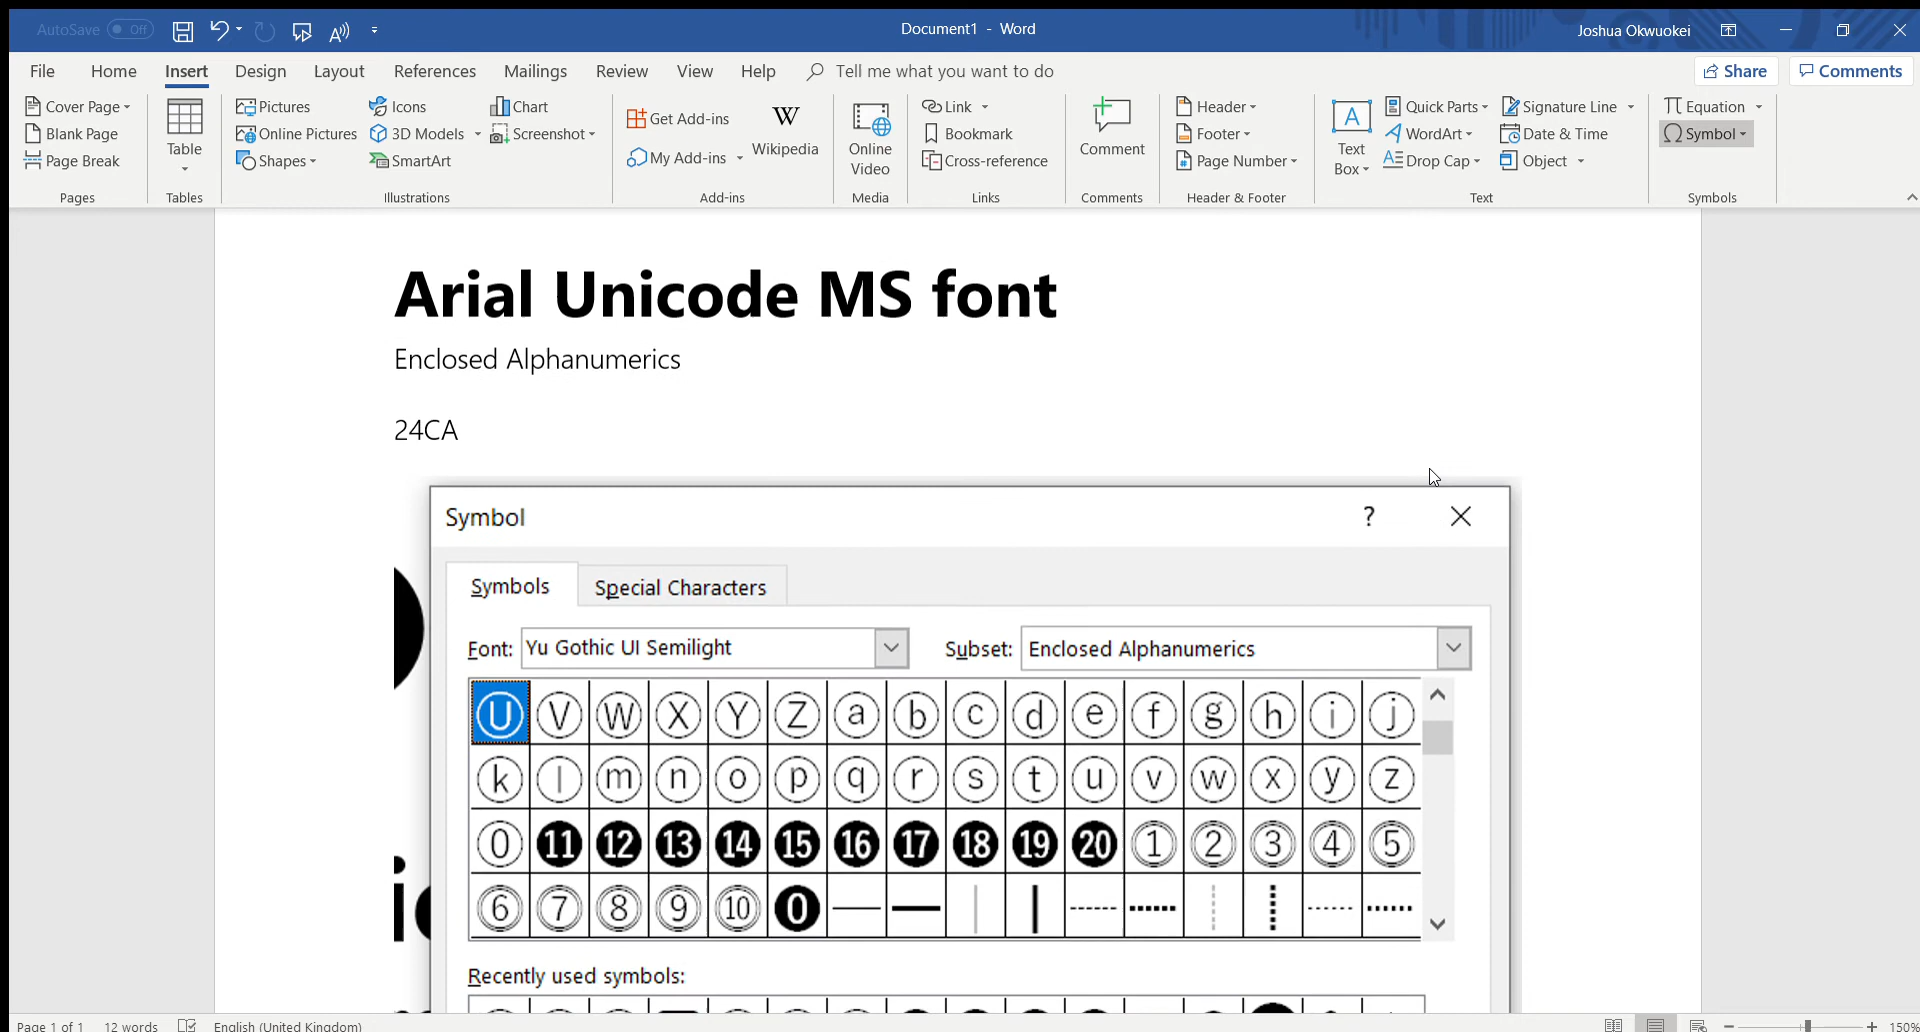 AutoSave Off
Document1 - Word
Joshua Okwuokei
File Home Insert Design Layout References Mailings Review View Help Tell me what you want to do
Share Comments
Cover Page
Blank Page
Page Break
Pages
Table
Tables
Pictures
Online Pictures
Shapes
Icons
3D Models
SmartArt
Chart
Screenshot
Illustrations
Get Add-ins
My Add-ins
W
Wikipedia
Add-ins
Online
Video
Media
Link
Bookmark
Cross-reference
Links
Comment
Comments
Header
Footer
Page Number
Header & Footer
A
Text
Box
Quick Parts
WordArt
Drop Cap
Signature Line
Date & Time
Object
Text
π Equation
Ω Symbol
Symbols
Arial Unicode MS font
Enclosed Alphanumerics
24CA
Symbol ?
Symbols Special Characters
Font: Yu Gothic UI Semilight Subset: Enclosed Alphanumerics
Ⓤ Ⓥ Ⓦ Ⓧ Ⓨ Ⓩ ⓐ ⓑ ⓒ ⓓ ⓔ ⓕ ⓖ ⓗ ⓘ ⓙ
ⓚ ⓛ ⓜ ⓝ ⓞ ⓟ ⓠ ⓡ ⓢ ⓣ ⓤ ⓥ ⓦ ⓧ ⓨ ⓩ
⓪ ⓫ ⓬ ⓭ ⓮ ⓯ ⓰ ⓱ ⓲ ⓳ ⓴ ⓵ ⓶ ⓷ ⓸ ⓹
⓺ ⓻ ⓼ ⓽ ⓾ ⓿ ─ ━ │ ┃ ┄ ┅ ┆ ┇ ┈ ┉
Recently used symbols:
Page 1 of 1 12 words English (United Kingdom) 150%